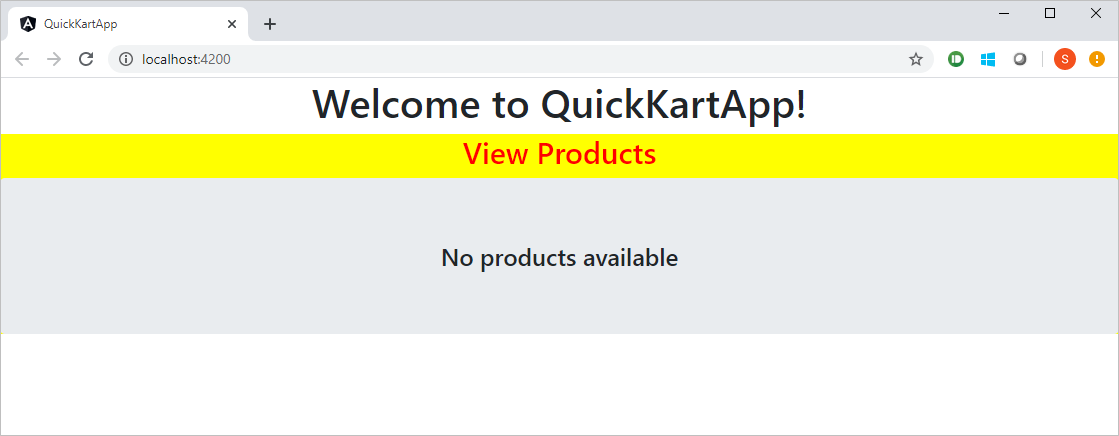 QuickKartApp
localhost:4200
S
Welcome to QuickKartApp!
View Products
No products available